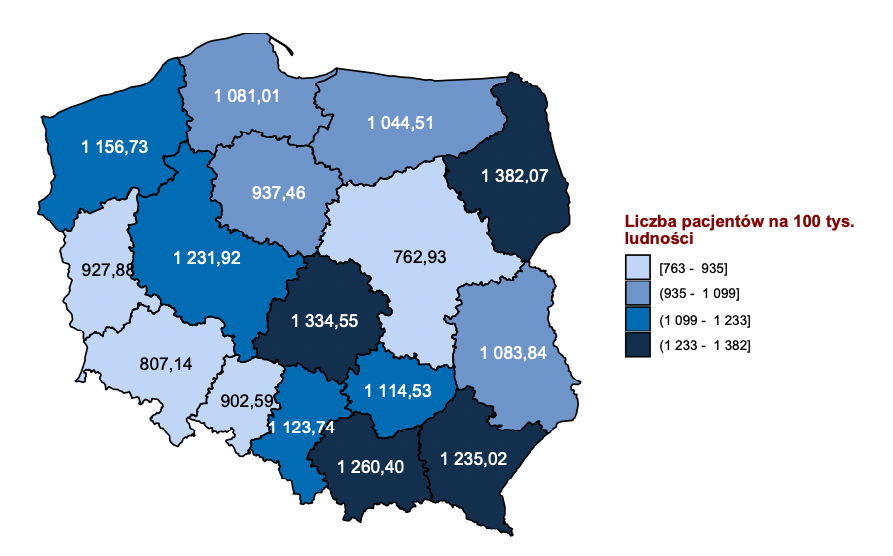 1 081,01
1 044,51
1 156,73
1 382,07
937,46
1 231,92
762,93
927,88
1 334,55
1 083,84
807,14
1 114,53
902,59
1 123,74
1 260,40
1 235,02
Liczba pacjentów na 100 tys.
ludności
[763 - 935]
(935 - 1 099]
(1 099 - 1 233]
(1 233 - 1 382]